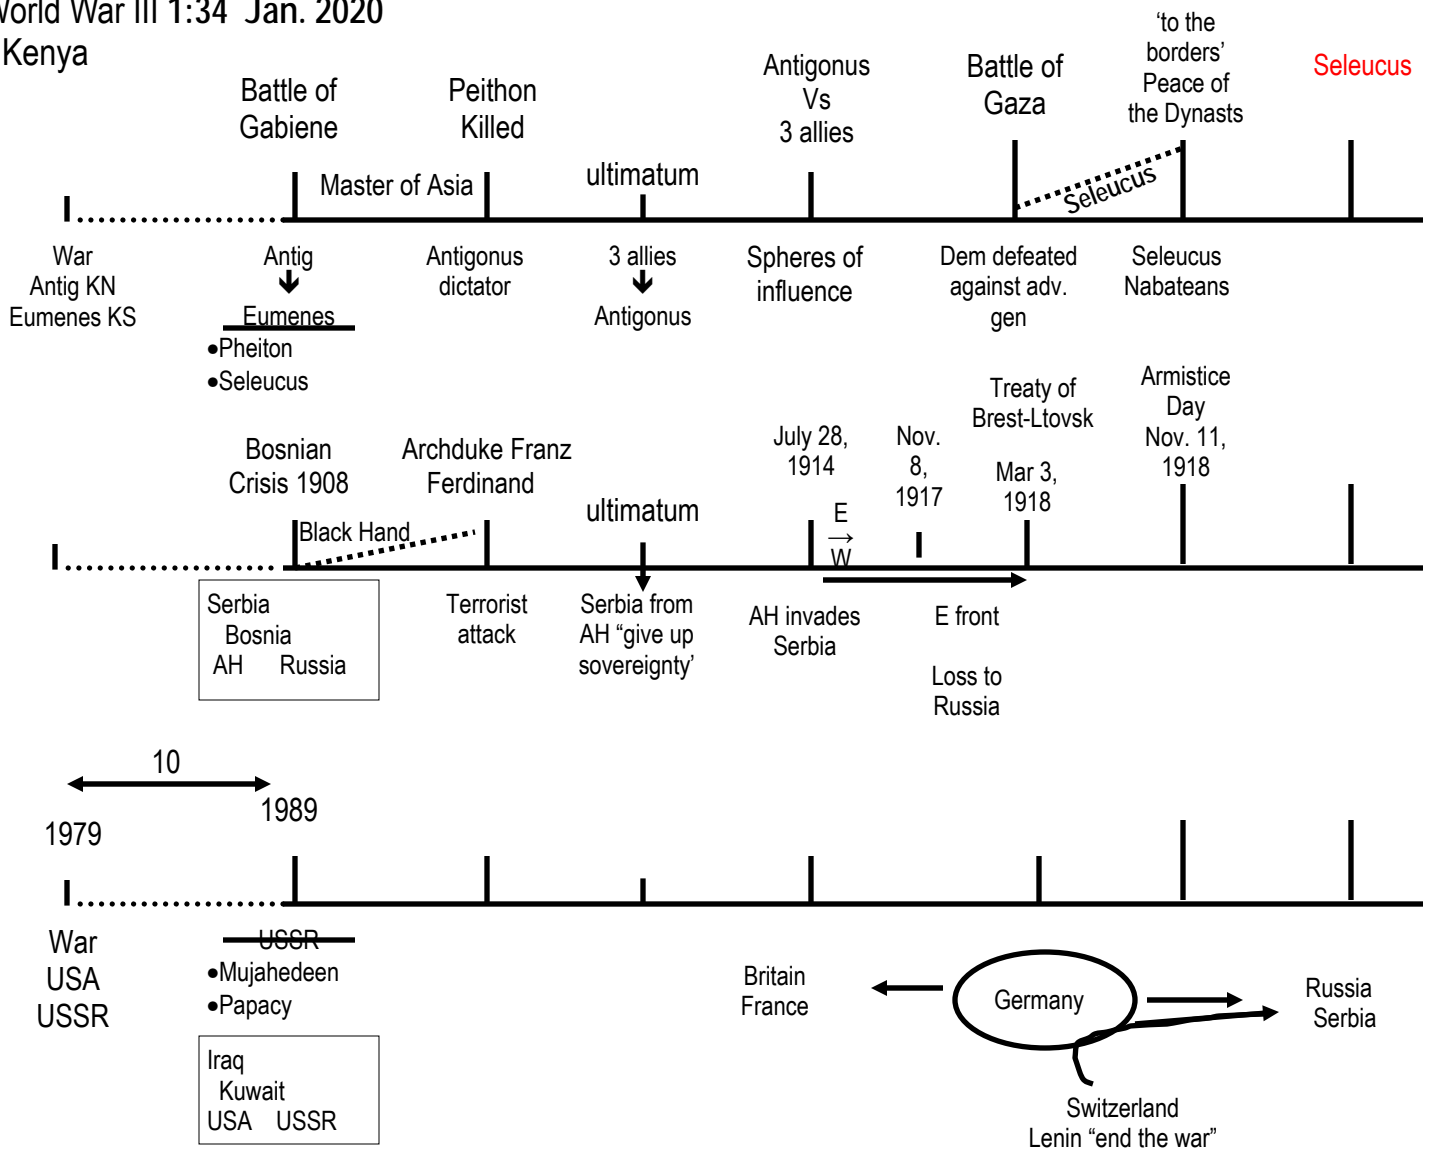 World War III 1:34 Jan. 2020
Kenya
Battle of
Gabiene
Peithon
Killed
Antigonus
Vs
3 allies
Battle of
Gaza
‘to the
borders’
Peace of
the Dynasts
Seleucus
Master of Asia
ultimatum
Seleucus
War
Antig KN
Eumenes KS
Antig
Eumenes
•Pheiton
•Seleucus
Antigonus
dictator
3 allies
Antigonus
Spheres of
influence
Dem defeated
against adv.
gen
Seleucus
Nabateans
Bosnian
Crisis 1908
Archduke Franz
Ferdinand
ultimatum
July 28,
1914
Nov.
8,
1917
Treaty of
Brest-Ltovsk
Mar 3,
1918
Armistice
Day
Nov. 11,
1918
Black Hand
E
→
W
Serbia
Bosnia
AH Russia
Terrorist
attack
Serbia from
AH “give up
sovereignty’
AH invades
Serbia
E front
Loss to
Russia
10
1979
1989
War
USA
USSR
USSR
•Mujahedeen
•Papacy
Iraq
Kuwait
USA USSR
Britain
France
Germany
Russia
Serbia
Switzerland
Lenin “end the war”